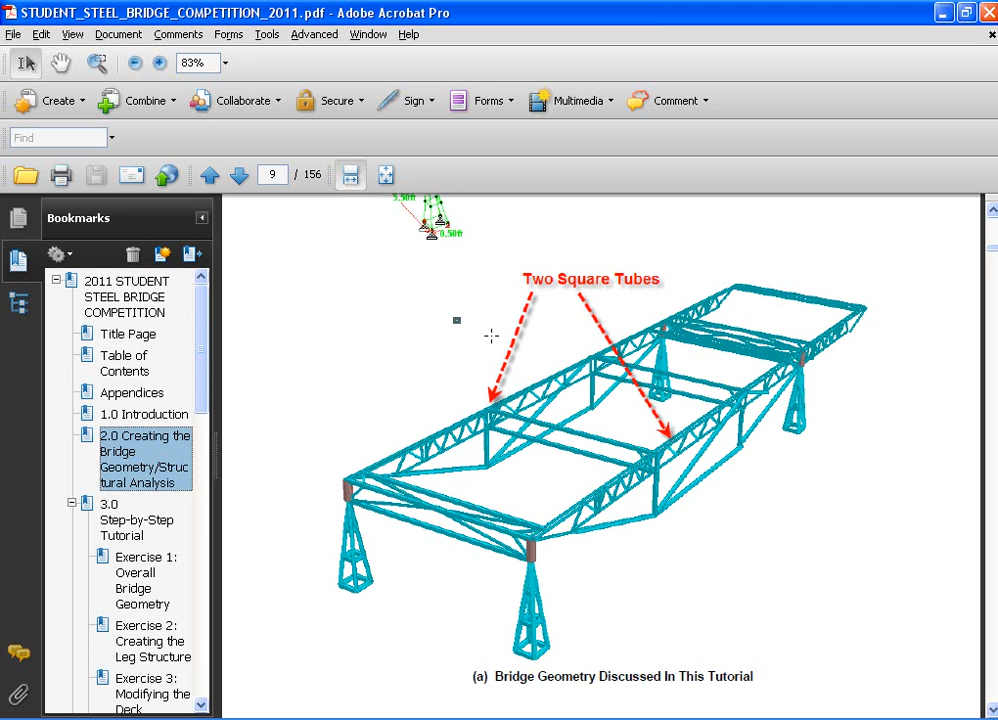 STUDENT_STEEL_BRIDGE_COMPETITION_2011.pdf - Adobe Acrobat Pro
File Edit View Document Comments Forms Tools Advanced Window Help
83%
Create Combine Collaborate Secure Sign Forms Multimedia Comment
Find
9 / 156
Bookmarks
2011 STUDENT
STEEL BRIDGE
COMPETITION
Title Page
Table of
Contents
Appendices
1.0 Introduction
2.0 Creating the
Bridge
Geometry/Struc
tural Analysis
3.0
Step-by-Step
Tutorial
Exercise 1:
Overall
Bridge
Geometry
Exercise 2:
Creating the
Leg Structure
Exercise 3:
Modifying the
Deck
5.50ft
0.50ft
Two Square Tubes
(a) Bridge Geometry Discussed In This Tutorial